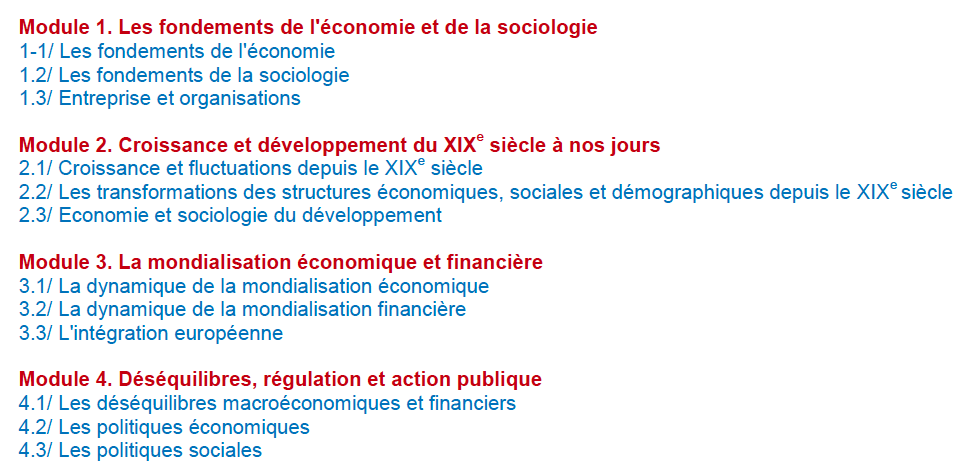 Module 1. Les fondements de l'économie et de la sociologie
1-1/ Les fondements de l'économie
1.2/ Les fondements de la sociologie
1.3/ Entreprise et organisations
Module 2. Croissance et développement du XIXe siècle à nos jours
2.1/ Croissance et fluctuations depuis le XIXe siècle
2.2/ Les transformations des structures économiques, sociales et démographiques depuis le XIXe siècle
2.3/ Economie et sociologie du développement
Module 3. La mondialisation économique et financière
3.1/ La dynamique de la mondialisation économique
3.2/ La dynamique de la mondialisation financière
3.3/ L'intégration européenne
Module 4. Déséquilibres, régulation et action publique
4.1/ Les déséquilibres macroéconomiques et financiers
4.2/ Les politiques économiques
4.3/ Les politiques sociales